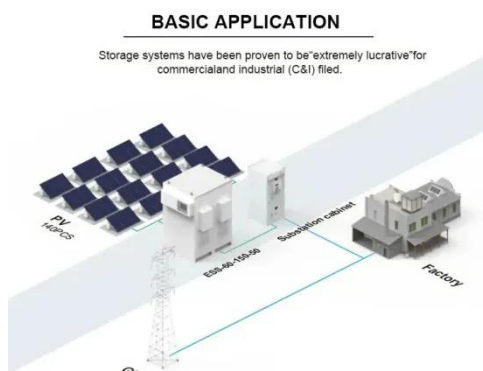 BASIC APPLICATION
Storage systems have been proven to be"extremely lucrative"for
commercialand industrial (C&I) filed.
PV
140PCS
ESS-60-150-50
Substation cabinet
Factory